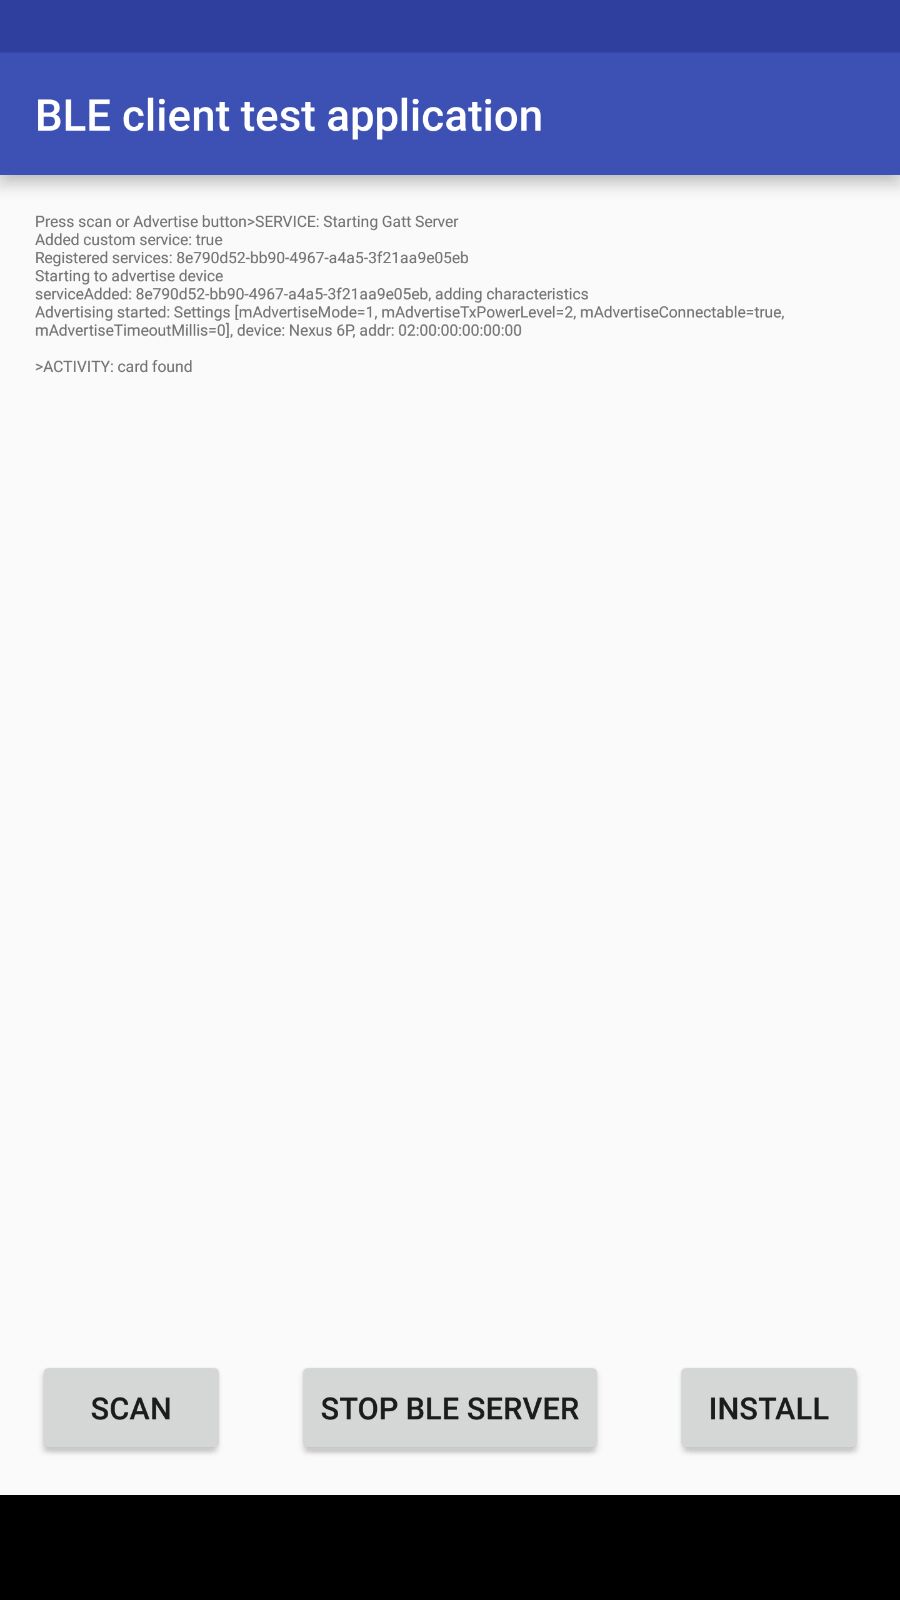 BLE client test application
Press scan or Advertise button>SERVICE: Starting Gatt Server
Added custom service: true
Registered services: 8e790d52-bb90-4967-a4a5-3f21aa9e05eb
Starting to advertise device
serviceAdded: 8e790d52-bb90-4967-a4a5-3f21aa9e05eb, adding characteristics
Advertising started: Settings [mAdvertiseMode=1, mAdvertiseTxPowerLevel=2, mAdvertiseConnectable=true,
mAdvertiseTimeoutMillis=0], device: Nexus 6P, addr: 02:00:00:00:00:00
>ACTIVITY: card found
SCAN
STOP BLE SERVER
INSTALL